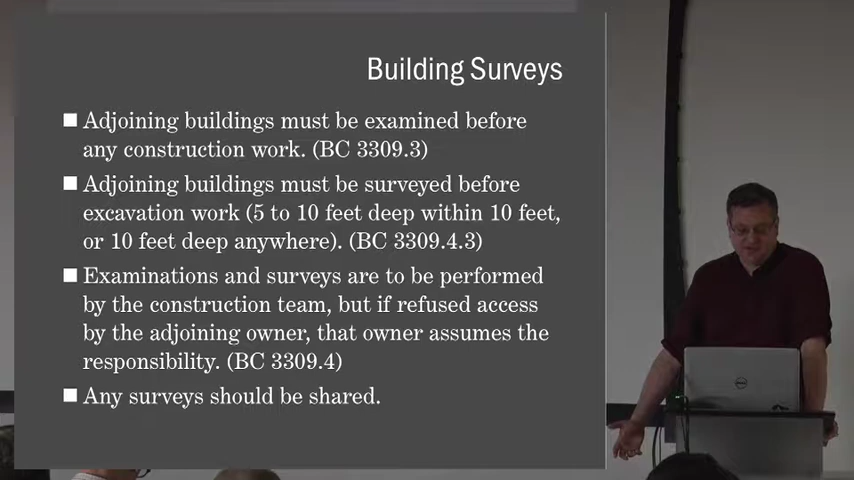 Building Surveys
Adjoining buildings must be examined before
any construction work. (BC 3309.3)
Adjoining buildings must be surveyed before
excavation work (5 to 10 feet deep within 10 feet,
or 10 feet deep anywhere). (BC 3309.4.3)
Examinations and surveys are to be performed
by the construction team, but if refused access
by the adjoining owner, that owner assumes the
responsibility. (BC 3309.4)
Any surveys should be shared.
DELL